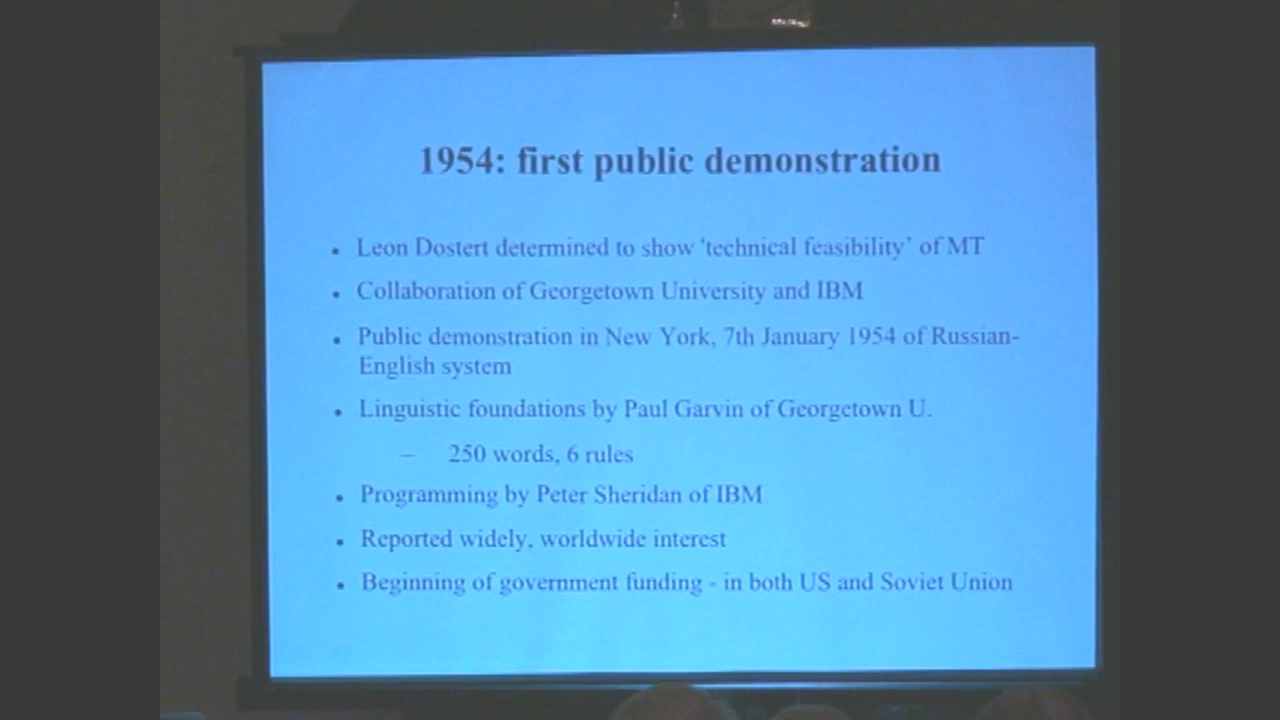 1954: first public demonstration
• Leon Dostert determined to show 'technical feasibility' of MT
• Collaboration of Georgetown University and IBM
• Public demonstration in New York, 7th January 1954 of Russian-
English system
• Linguistic foundations by Paul Garvin of Georgetown U.
– 250 words, 6 rules
• Programming by Peter Sheridan of IBM
• Reported widely, worldwide interest
• Beginning of government funding - in both US and Soviet Union